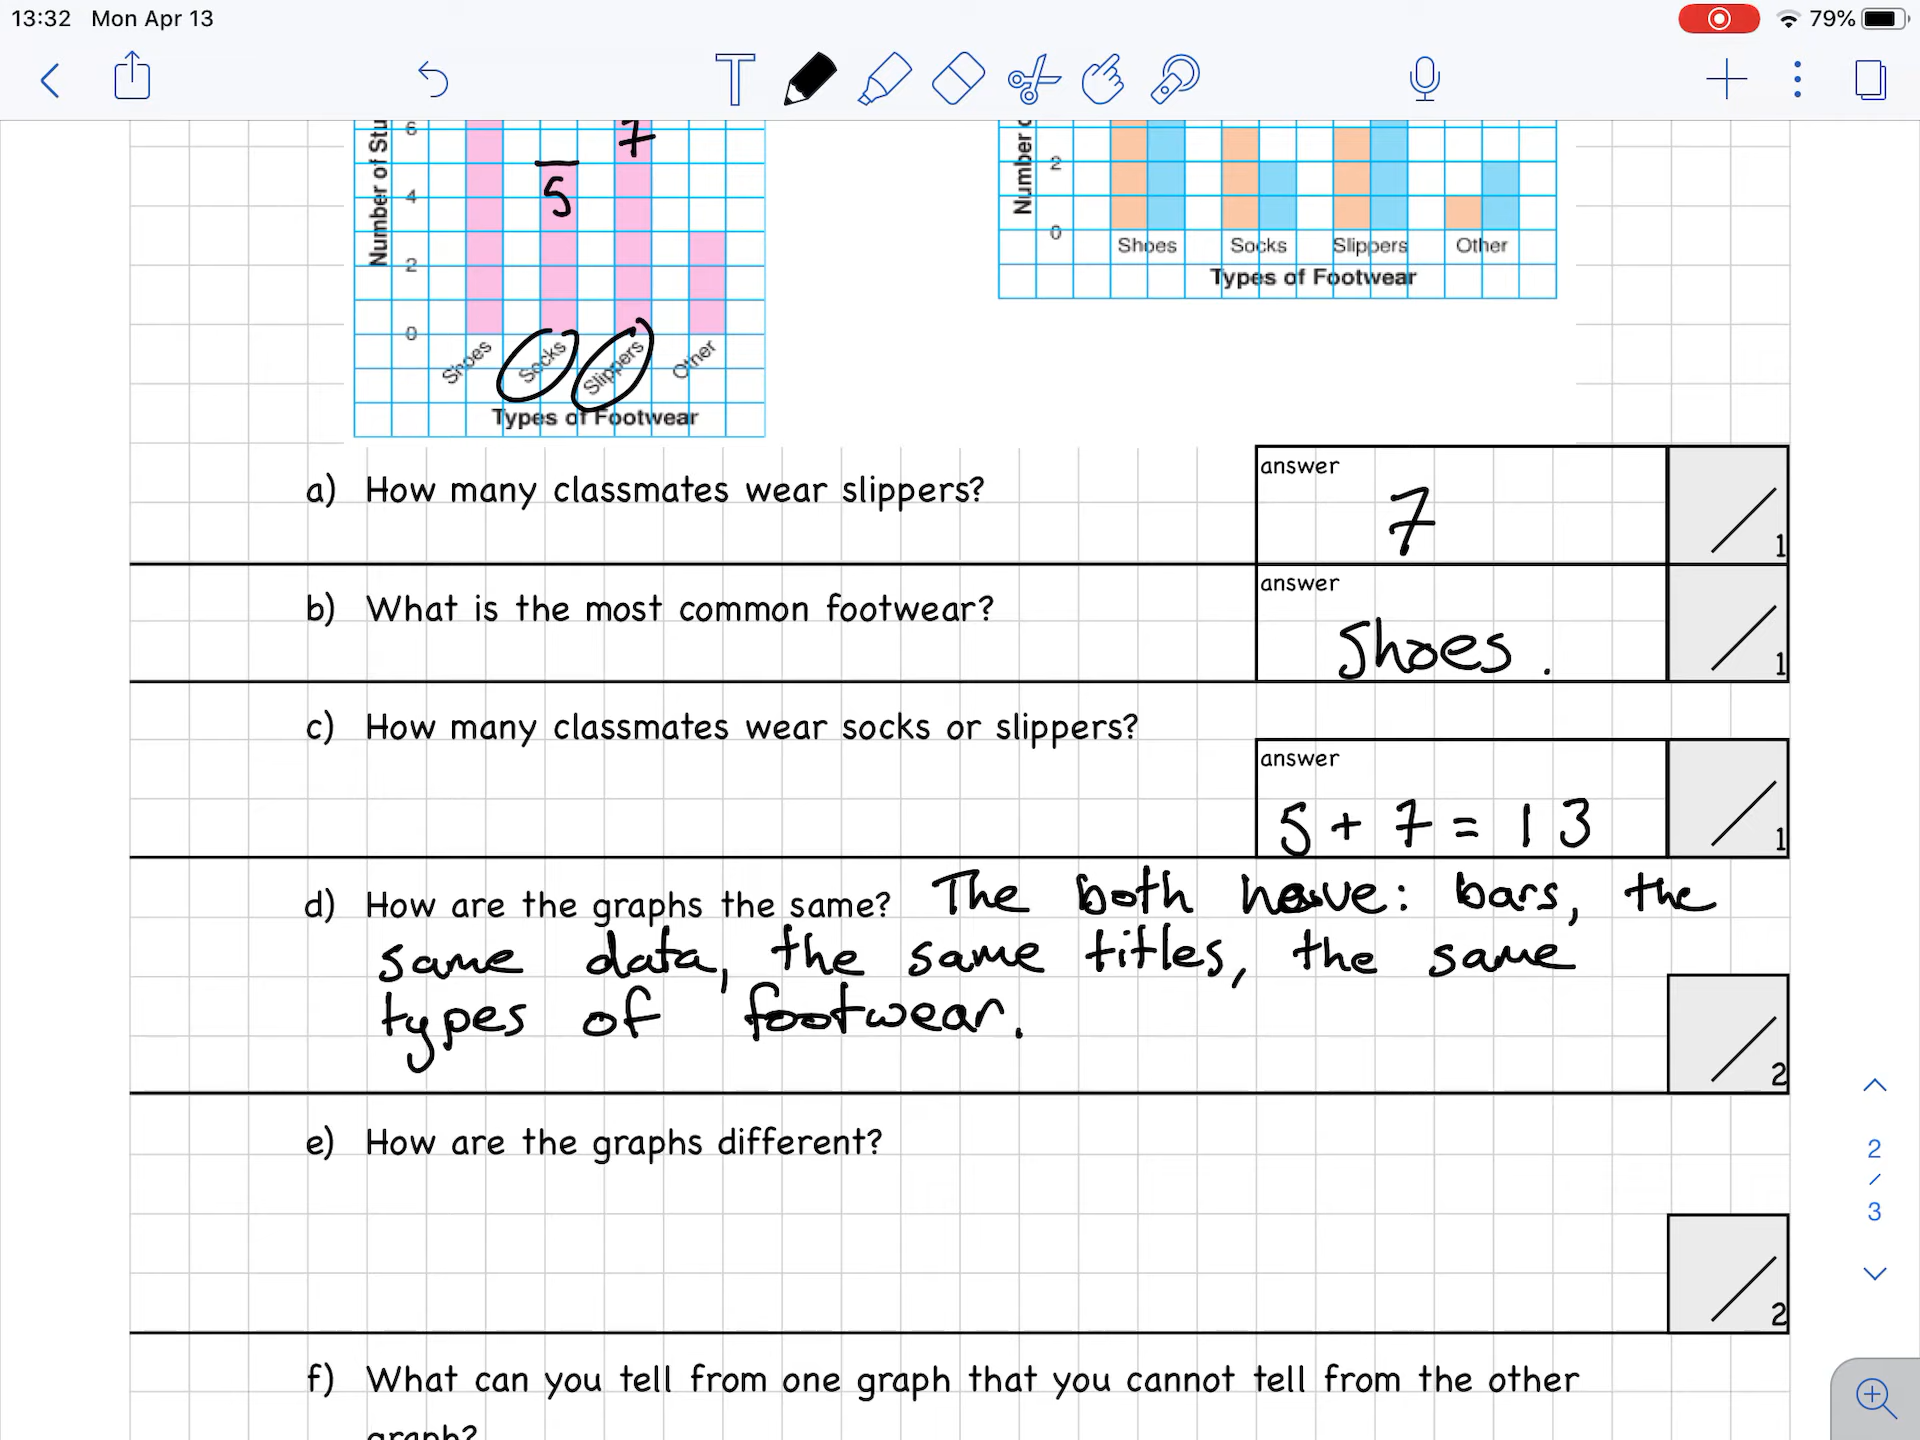 13:32 Mon Apr 13 79%
T
Number of Stu
6
4
2
0
5
7
Shoes Socks Slippers Other
Types of Footwear
Number o
2
0
Shoes Socks Slippers Other
Types of Footwear
a) How many classmates wear slippers?
answer
7
1
b) What is the most common footwear?
answer
Shoes.
1
c) How many classmates wear socks or slippers?
answer
5 + 7 = 13
1
d) How are the graphs the same? The both have: bars, the
same data, the same titles, the same
types of footwear.
2
e) How are the graphs different?
2
f) What can you tell from one graph that you cannot tell from the other
graph?
2
/
3